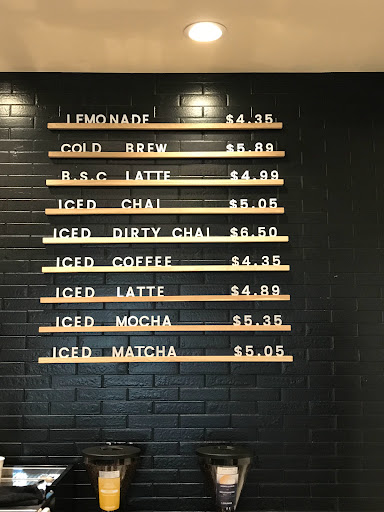 LEMONADE $4.35
COLD BREW $5.89
B.S.C LATTE $4.99
ICED CHAI $5.05
ICED DIRTY CHAI $6.50
ICED COFFEE $4.35
ICED LATTE $4.89
ICED MOCHA $5.35
ICED MATCHA $5.05